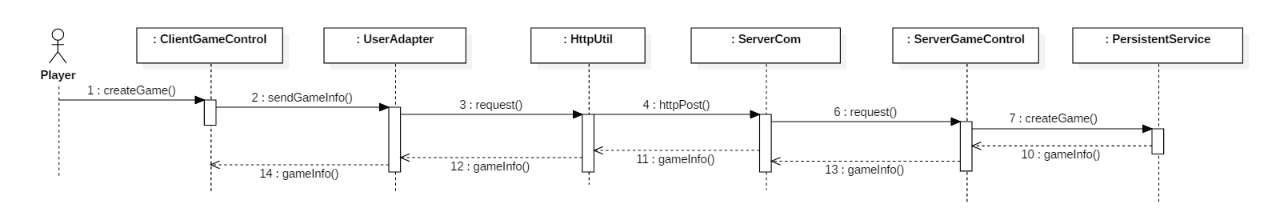 : ClientGameControl
: UserAdapter
: HttpUtil
: ServerCom
: ServerGameControl
: PersistentService
Player
1 : createGame()
2 : sendGameInfo()
3 : request()
4 : httpPost()
6 : request()
7 : createGame()
10 : gameInfo()
11 : gameInfo()
12 : gameInfo()
13 : gameInfo()
14 : gameInfo()